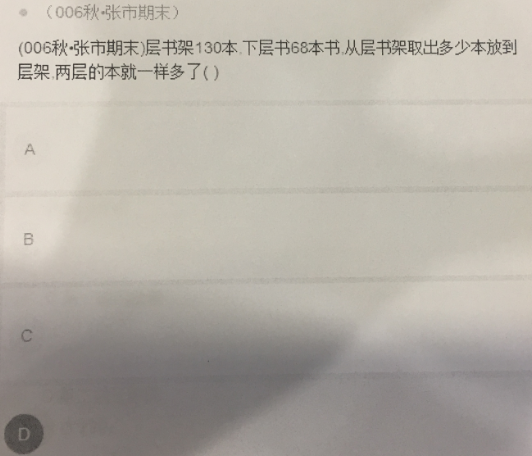 （006秋•张市期末）
(006秋•张市期末)层书架130本.下层书68本书.从层书架取出多少本放到
层架.两层的本就一样多了( )
A
B
C
D